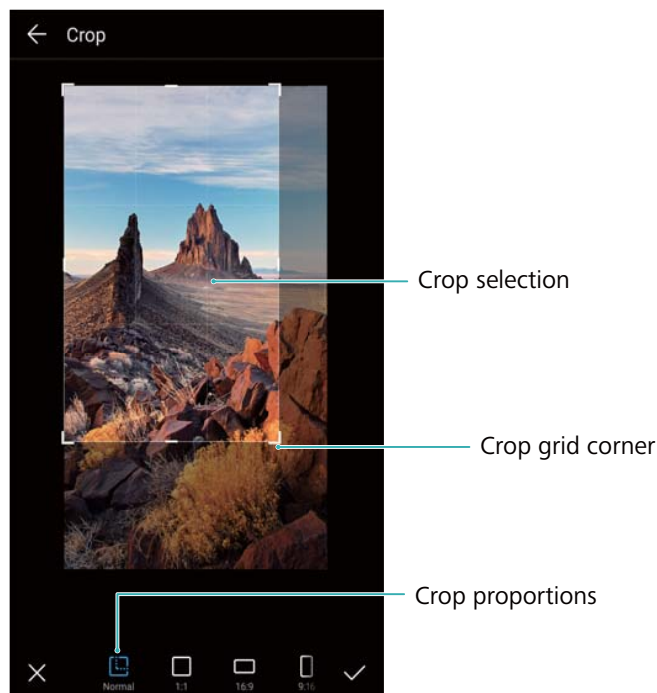 Crop
Crop selection
Crop grid corner
Crop proportions
Normal
1:1
16:9
9:16